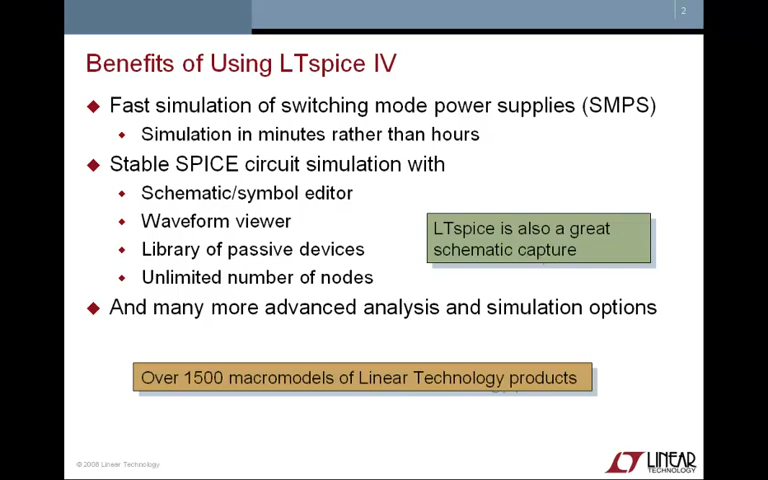 2
Benefits of Using LTspice IV
Fast simulation of switching mode power supplies (SMPS)
Simulation in minutes rather than hours
Stable SPICE circuit simulation with
Schematic/symbol editor
Waveform viewer
Library of passive devices
Unlimited number of nodes
LTspice is also a great
schematic capture
And many more advanced analysis and simulation options
Over 1500 macromodels of Linear Technology products
© 2008 Linear Technology
LINEAR
TECHNOLOGY